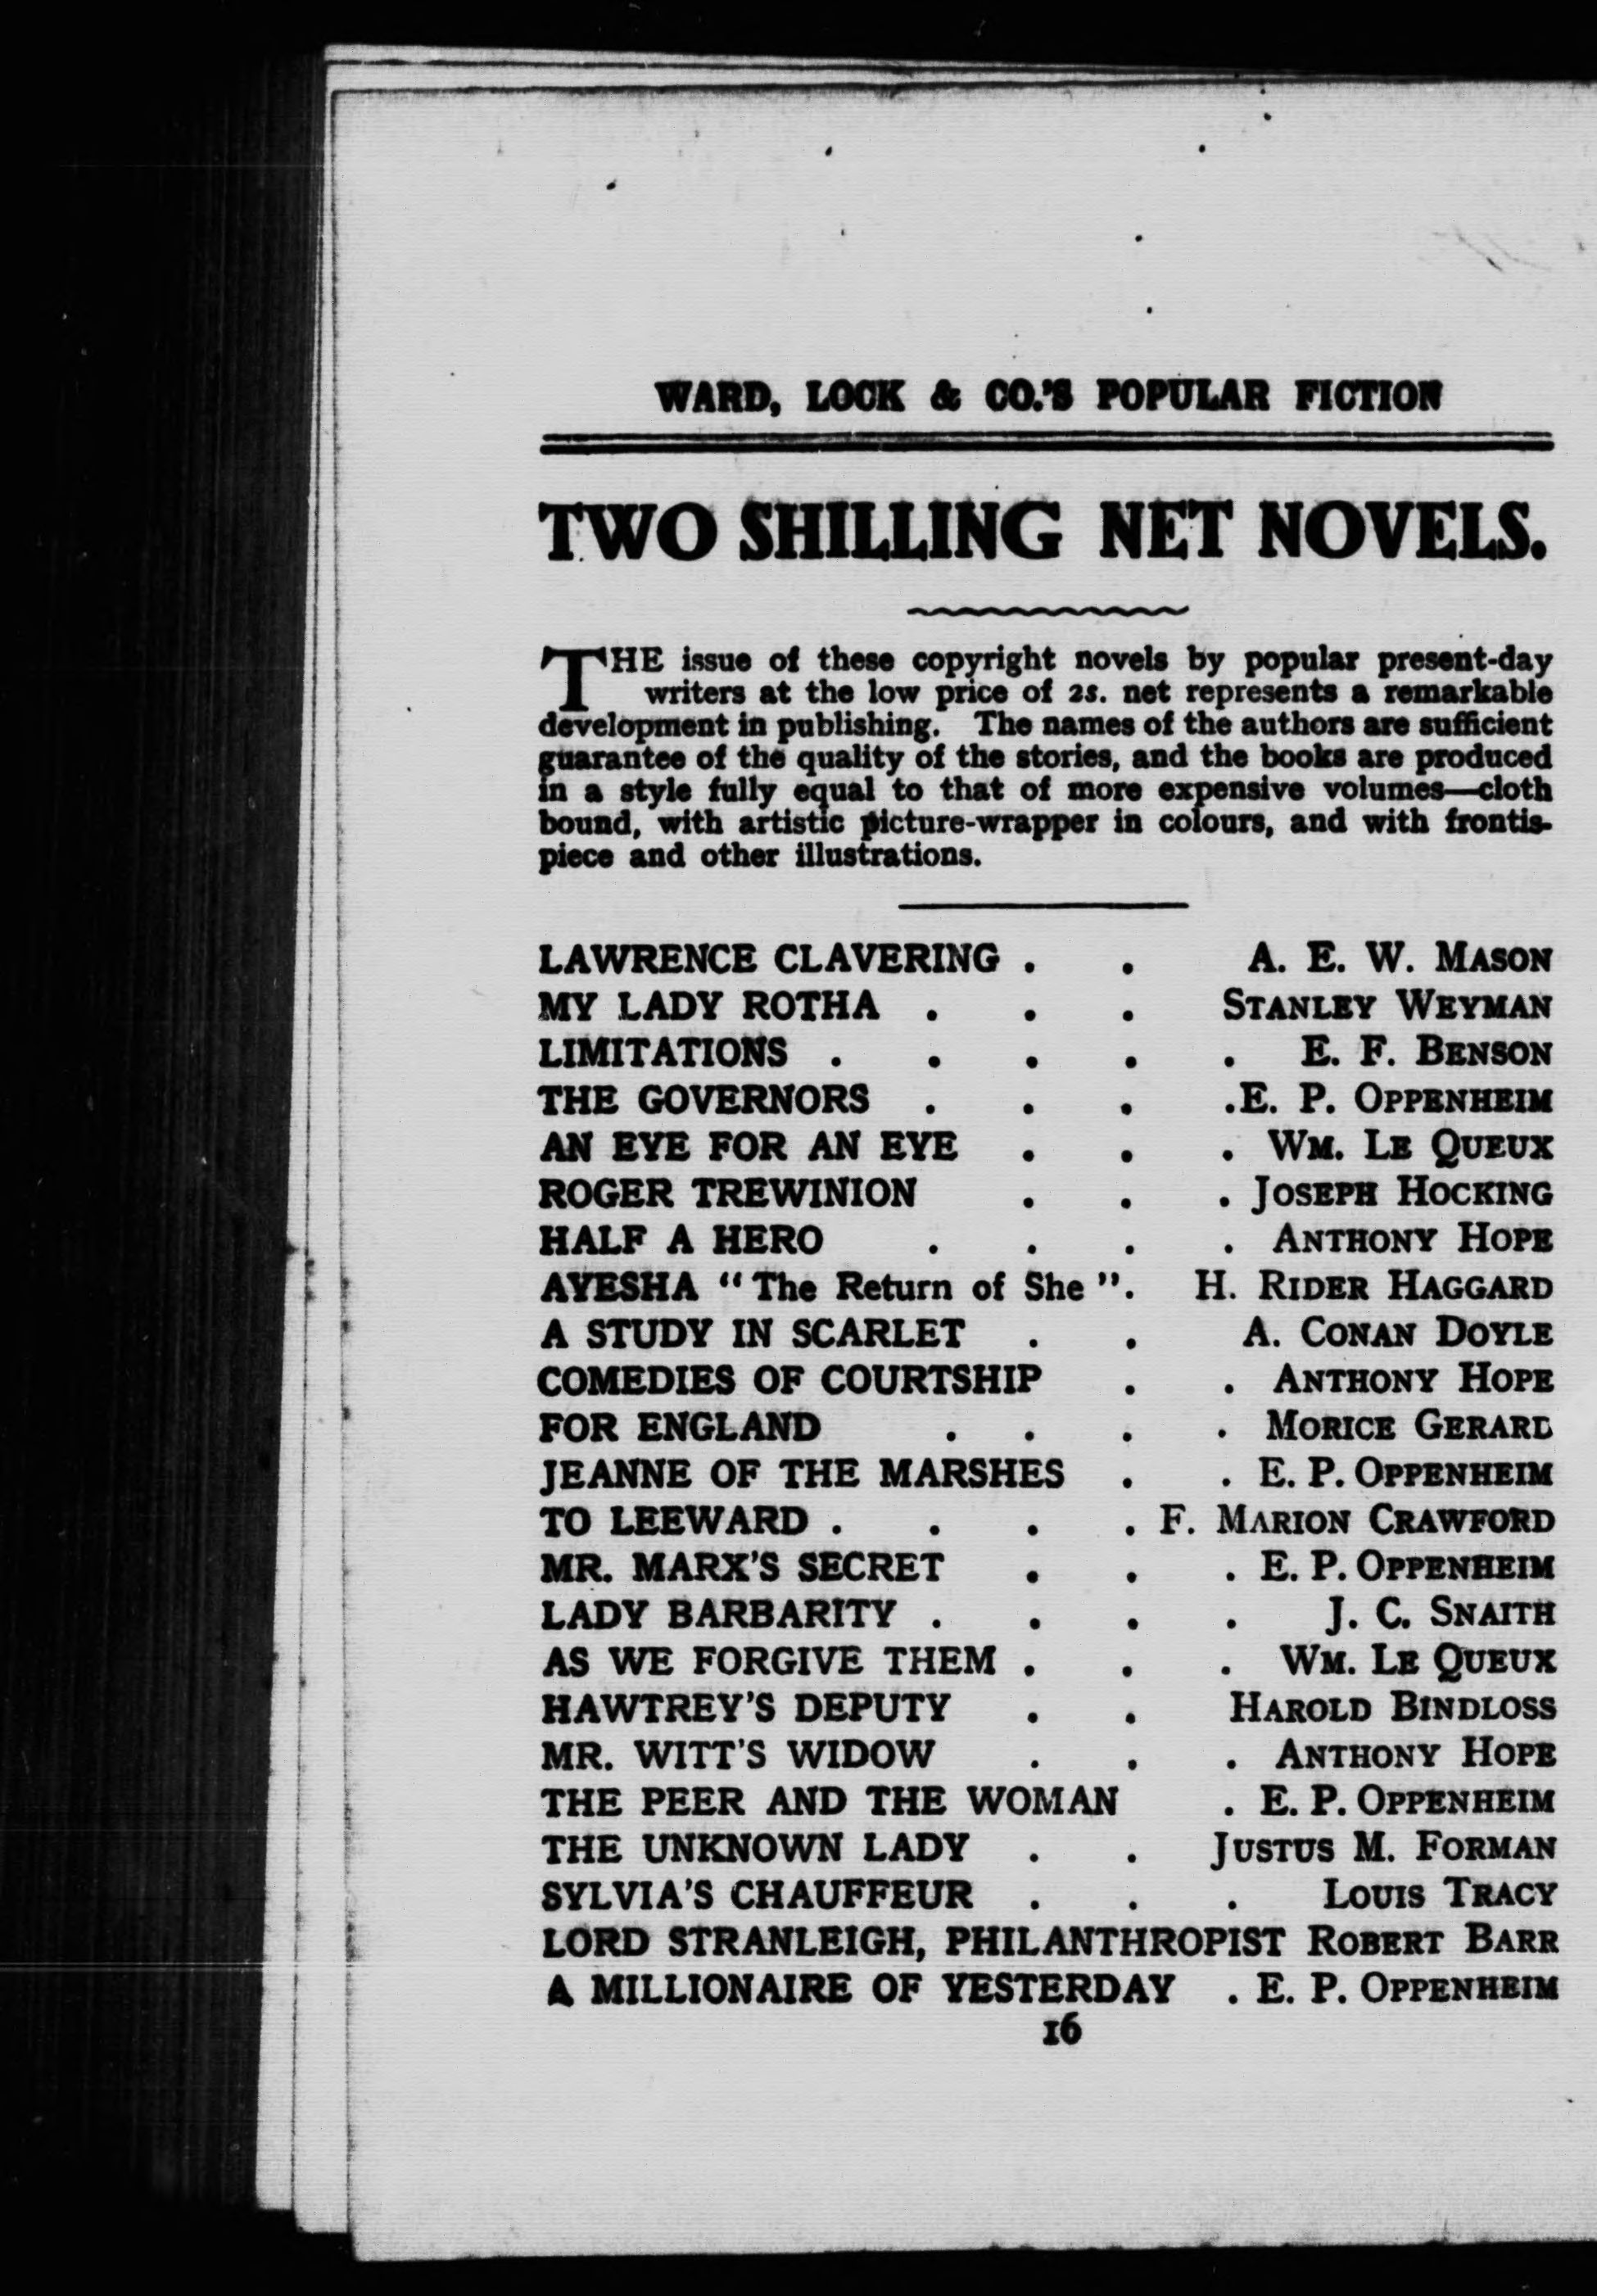 WARD, LOCK & CO.'S POPULAR FICTION
TWO SHILLING NET NOVELS.
THE issue of these copyright novels by popular present-day
writers at the low price of 2s. net represents a remarkable
development in publishing. The names of the authors are sufficient
guarantee of the quality of the stories, and the books are produced
in a style fully equal to that of more expensive volumes—cloth
bound, with artistic picture-wrapper in colours, and with frontis-
piece and other illustrations.
LAWRENCE CLAVERING . . A. E. W. MASON
MY LADY ROTHA . . . STANLEY WEYMAN
LIMITATIONS . . . . . E. F. BENSON
THE GOVERNORS . . . . E. P. OPPENHEIM
AN EYE FOR AN EYE . . . WM. LE QUEUX
ROGER TREWINION . . . JOSEPH HOCKING
HALF A HERO . . . . ANTHONY HOPE
AYESHA "The Return of She". H. RIDER HAGGARD
A STUDY IN SCARLET . . A. CONAN DOYLE
COMEDIES OF COURTSHIP . . ANTHONY HOPE
FOR ENGLAND . . . . MORICE GERARD
JEANNE OF THE MARSHES . . E. P. OPPENHEIM
TO LEEWARD . . . . F. MARION CRAWFORD
MR. MARX'S SECRET . . . E. P. OPPENHEIM
LADY BARBARITY . . . . J. C. SNAITH
AS WE FORGIVE THEM . . . WM. LE QUEUX
HAWTREY'S DEPUTY . . HAROLD BINDLOSS
MR. WITT'S WIDOW . . . ANTHONY HOPE
THE PEER AND THE WOMAN . E. P. OPPENHEIM
THE UNKNOWN LADY . . JUSTUS M. FORMAN
SYLVIA'S CHAUFFEUR . . . LOUIS TRACY
LORD STRANLEIGH, PHILANTHROPIST ROBERT BARR
A MILLIONAIRE OF YESTERDAY . E. P. OPPENHEIM
16